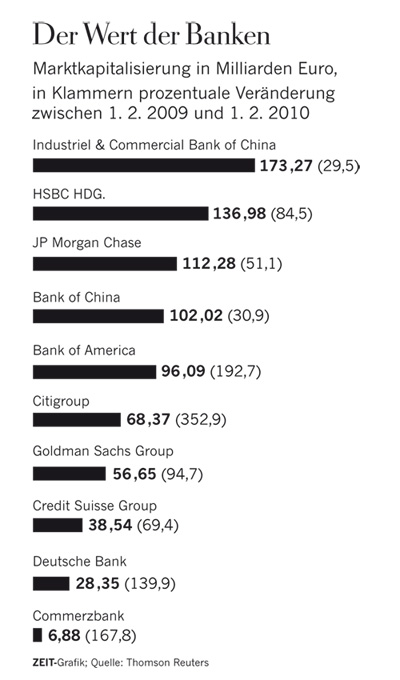 Der Wert der Banken
Marktkapitalisierung in Milliarden Euro,
in Klammern prozentuale Veränderung
zwischen 1. 2. 2009 und 1. 2. 2010
Industriel & Commercial Bank of China
173,27 (29,5)
HSBC HDG.
136,98 (84,5)
JP Morgan Chase
112,28 (51,1)
Bank of China
102,02 (30,9)
Bank of America
96,09 (192,7)
Citigroup
68,37 (352,9)
Goldman Sachs Group
56,65 (94,7)
Credit Suisse Group
38,54 (69,4)
Deutsche Bank
28,35 (139,9)
Commerzbank
6,88 (167,8)
ZEIT-Grafik; Quelle: Thomson Reuters